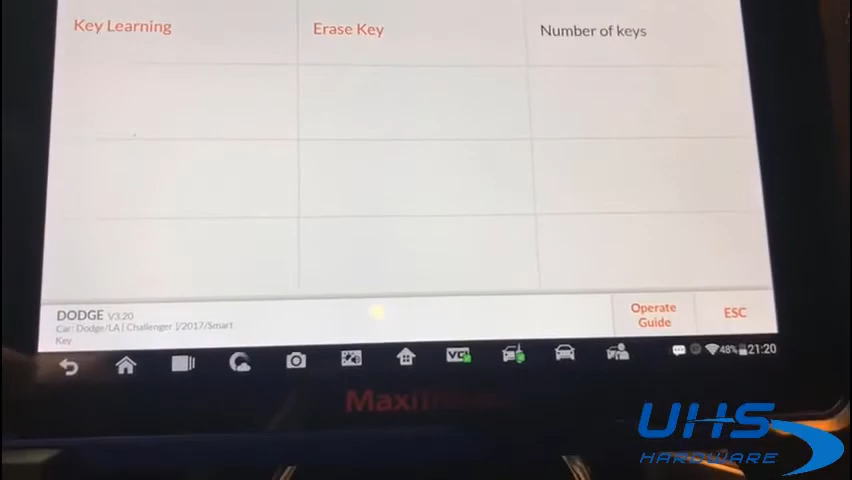 Key Learning
Erase Key
Number of keys
DODGE V3.20
Car: Dodge/LA | Challenger |/2017/Smart
Key
Operate
Guide
ESC
VCI
48%
21:20
UHS
HARDWARE